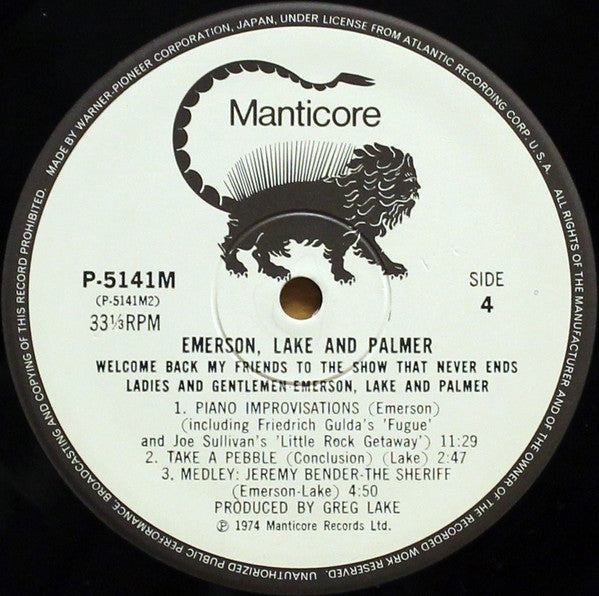 MADE BY WARNER-PIONEER CORPORATION, JAPAN, UNDER LICENSE FROM ATLANTIC RECORDING CORP. U.S.A. ALL RIGHTS OF THE MANUFACTURER AND OF THE OWNER OF THE RECORDED WORK RESERVED. UNAUTHORIZED PUBLIC PERFORMANCE, BROADCASTING AND COPYING OF THIS RECORD PROHIBITED.
Manticore
P-5141M
(P-5141M2)
33⅓RPM
SIDE
4
EMERSON, LAKE AND PALMER
WELCOME BACK MY FRIENDS TO THE SHOW THAT NEVER ENDS
LADIES AND GENTLEMEN EMERSON, LAKE AND PALMER
1. PIANO IMPROVISATIONS (Emerson)
(including Friedrich Gulda's 'Fugue'
and Joe Sullivan's 'Little Rock Getaway') 11:29
2. TAKE A PEBBLE (Conclusion) (Lake) 2:47
3. MEDLEY: JEREMY BENDER-THE SHERIFF
(Emerson-Lake) 4:50
PRODUCED BY GREG LAKE
℗ 1974 Manticore Records Ltd.